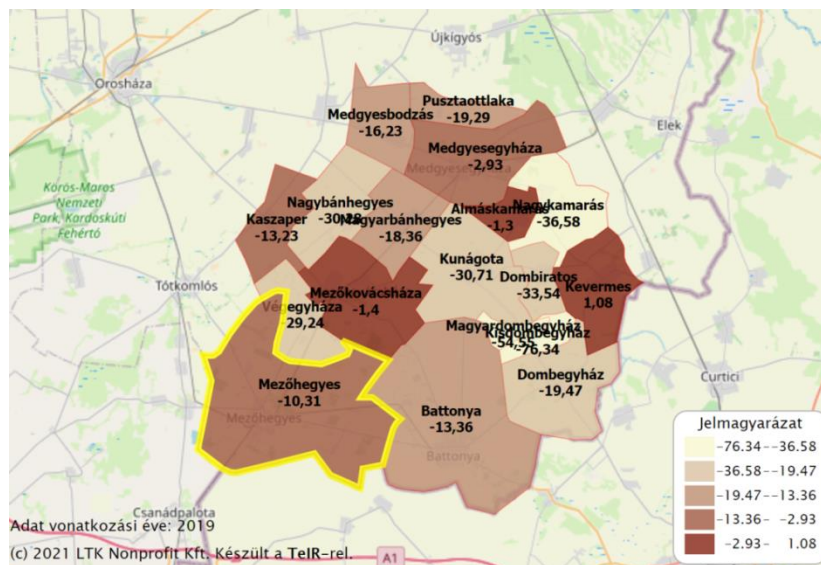 Újkígyós
Orosháza
Pusztaottlaka
-19,29
Medgyesbodzás
-16,23
Elek
Medgyesegyháza
-2,93
Medgyesegyháza
Körös-Maros
Nemzeti
Park, Kardoskúti
Fehértó
Nagybánhegyes
Kaszaper
-13,23
Magyarbánhegyes
-18,36
Almáskamarás
-1,3
Nagykamarás
-36,58
Kunágota
-30,71
Dombiratos
-33,54
Kevermes
1,08
Tótkomlós
Mezőkovácsháza
-1,4
Végegyháza
29,24
Magyardombegyház
-54,55
Kisdombegyház
-76,34
Mezőhegyes
-10,31
Mezőhegyes
Dombegyház
-19,47
Curtici
Battonya
-13,36
Battonya
Jelmagyarázat
-76.34--36.58
-36.58--19.47
-19.47--13.36
-13.36- -2.93
-2.93- 1.08
Csanádpalota
Adat vonatkozási éve: 2019
(c) 2021 LTK Nonprofit Kft. Készült a TeIR-rel.
A1